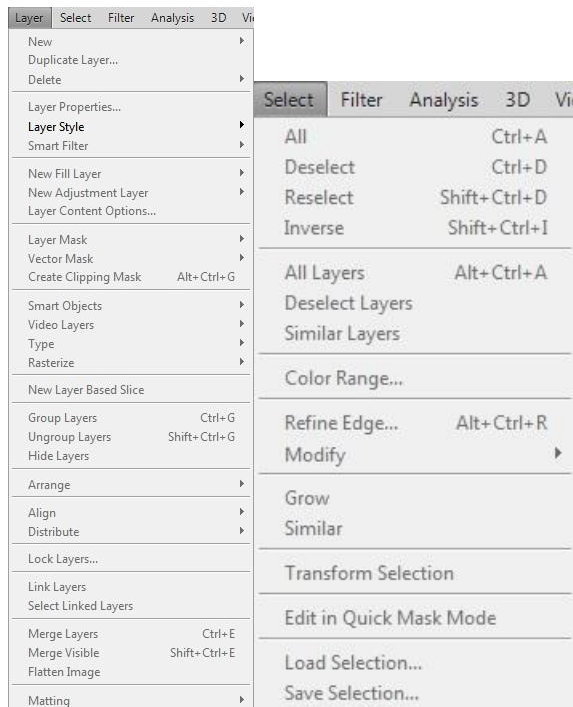 Layer Select Filter Analysis 3D Vi
New
Duplicate Layer...
Delete
Layer Properties...
Layer Style
Smart Filter
New Fill Layer
New Adjustment Layer
Layer Content Options...
Layer Mask
Vector Mask
Create Clipping Mask Alt+Ctrl+G
Smart Objects
Video Layers
Type
Rasterize
New Layer Based Slice
Group Layers Ctrl+G
Ungroup Layers Shift+Ctrl+G
Hide Layers
Arrange
Align
Distribute
Lock Layers...
Link Layers
Select Linked Layers
Merge Layers Ctrl+E
Merge Visible Shift+Ctrl+E
Flatten Image
Matting
Select Filter Analysis 3D Vi
All Ctrl+A
Deselect Ctrl+D
Reselect Shift+Ctrl+D
Inverse Shift+Ctrl+I
All Layers Alt+Ctrl+A
Deselect Layers
Similar Layers
Color Range...
Refine Edge... Alt+Ctrl+R
Modify
Grow
Similar
Transform Selection
Edit in Quick Mask Mode
Load Selection...
Save Selection...